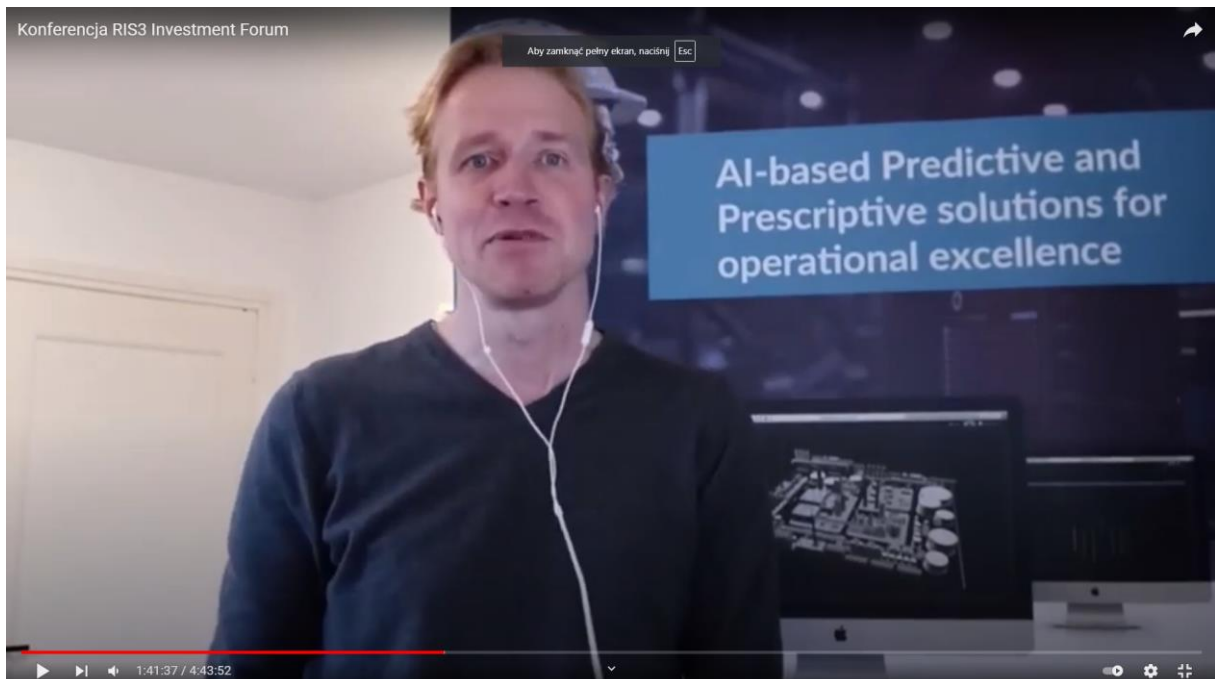 Konferencja RIS3 Investment Forum
Aby zamknąć pełny ekran, naciśnij Esc
AI-based Predictive and
Prescriptive solutions for
operational excellence
1:41:37 / 4:43:52